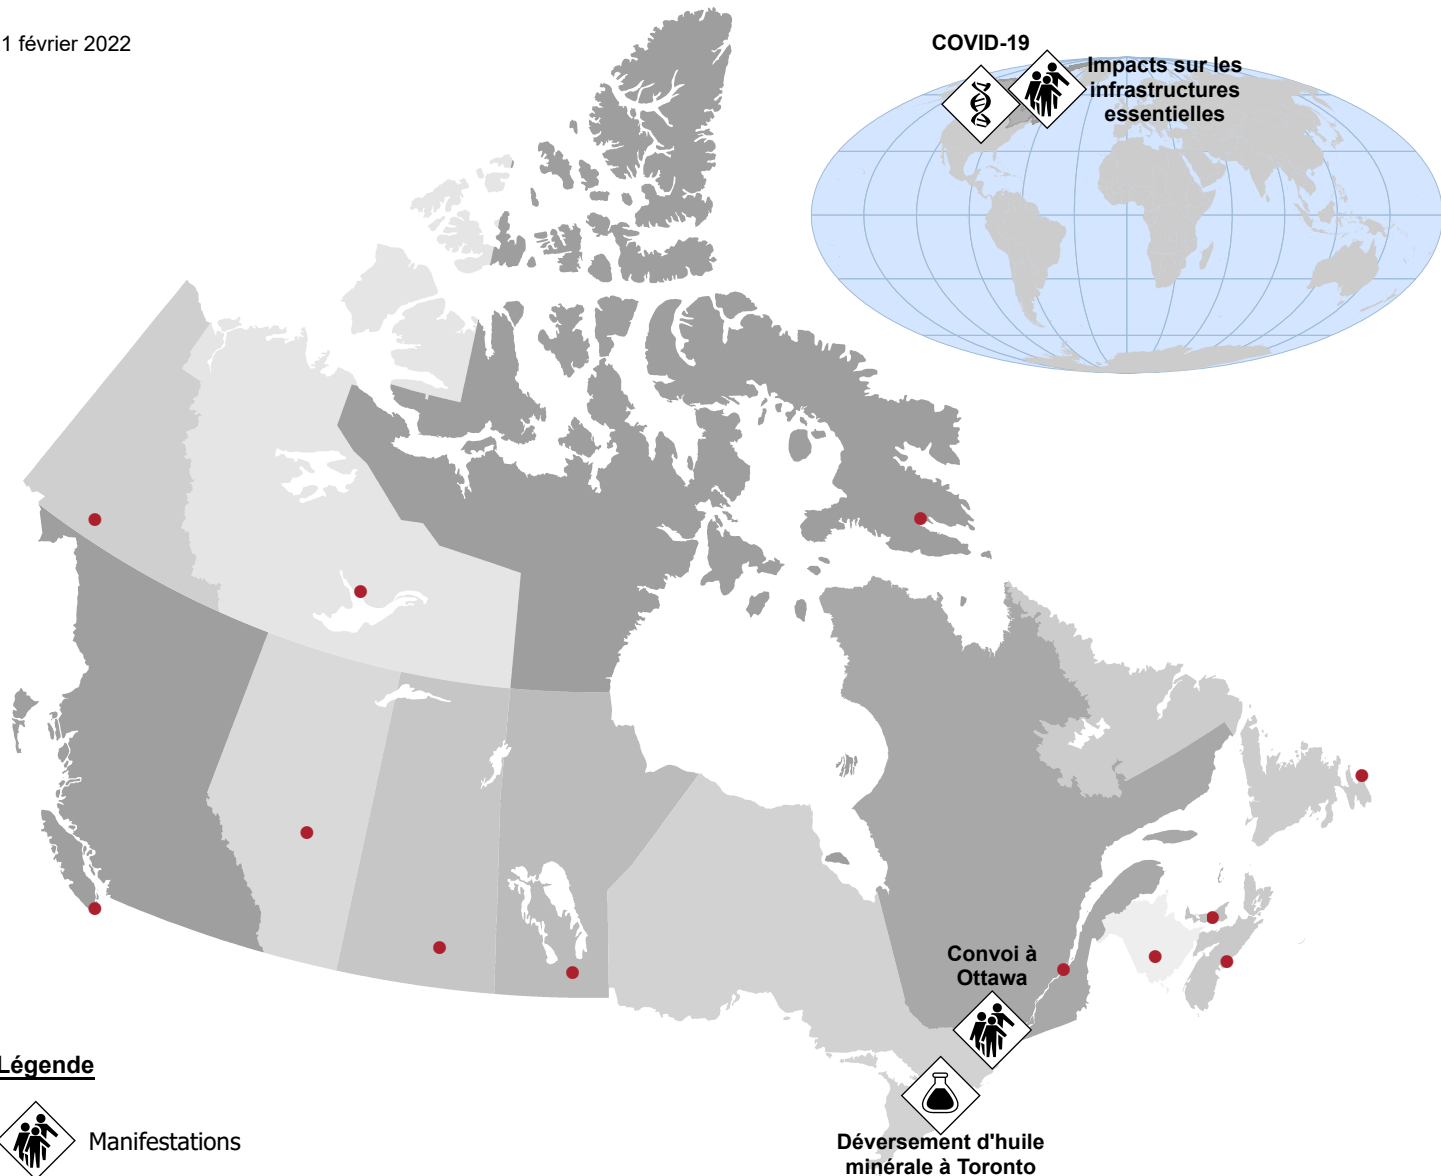 1 février 2022
COVID-19
Impacts sur les
infrastructures
essentielles
Convoi à
Ottawa
Déversement d'huile
minérale à Toronto
Légende
Manifestations